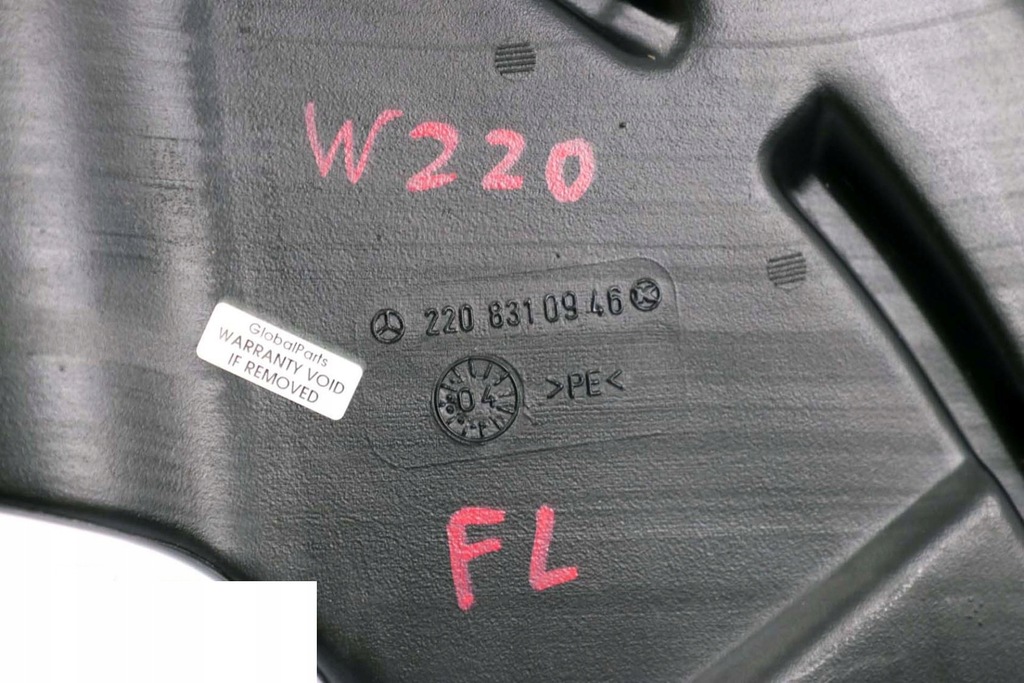 W220
220 831 09 46
GlobalParts
WARRANTY VOID
IF REMOVED
04
>PE<
FL